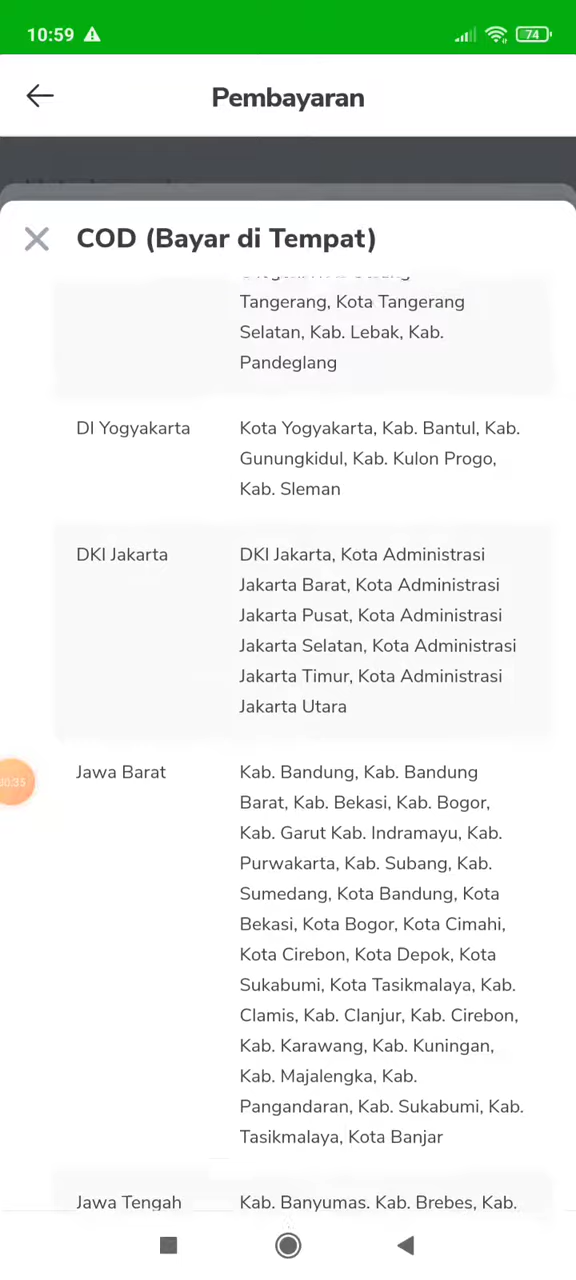 10:59
74
Pembayaran
COD (Bayar di Tempat)
Tangerang, Kota Tangerang
Selatan, Kab. Lebak, Kab.
Pandeglang
DI Yogyakarta
Kota Yogyakarta, Kab. Bantul, Kab.
Gunungkidul, Kab. Kulon Progo,
Kab. Sleman
DKI Jakarta
DKI Jakarta, Kota Administrasi
Jakarta Barat, Kota Administrasi
Jakarta Pusat, Kota Administrasi
Jakarta Selatan, Kota Administrasi
Jakarta Timur, Kota Administrasi
Jakarta Utara
00:35
Jawa Barat
Kab. Bandung, Kab. Bandung
Barat, Kab. Bekasi, Kab. Bogor,
Kab. Garut Kab. Indramayu, Kab.
Purwakarta, Kab. Subang, Kab.
Sumedang, Kota Bandung, Kota
Bekasi, Kota Bogor, Kota Cimahi,
Kota Cirebon, Kota Depok, Kota
Sukabumi, Kota Tasikmalaya, Kab.
Clamis, Kab. Clanjur, Kab. Cirebon,
Kab. Karawang, Kab. Kuningan,
Kab. Majalengka, Kab.
Pangandaran, Kab. Sukabumi, Kab.
Tasikmalaya, Kota Banjar
Jawa Tengah
Kab. Banyumas. Kab. Brebes, Kab.